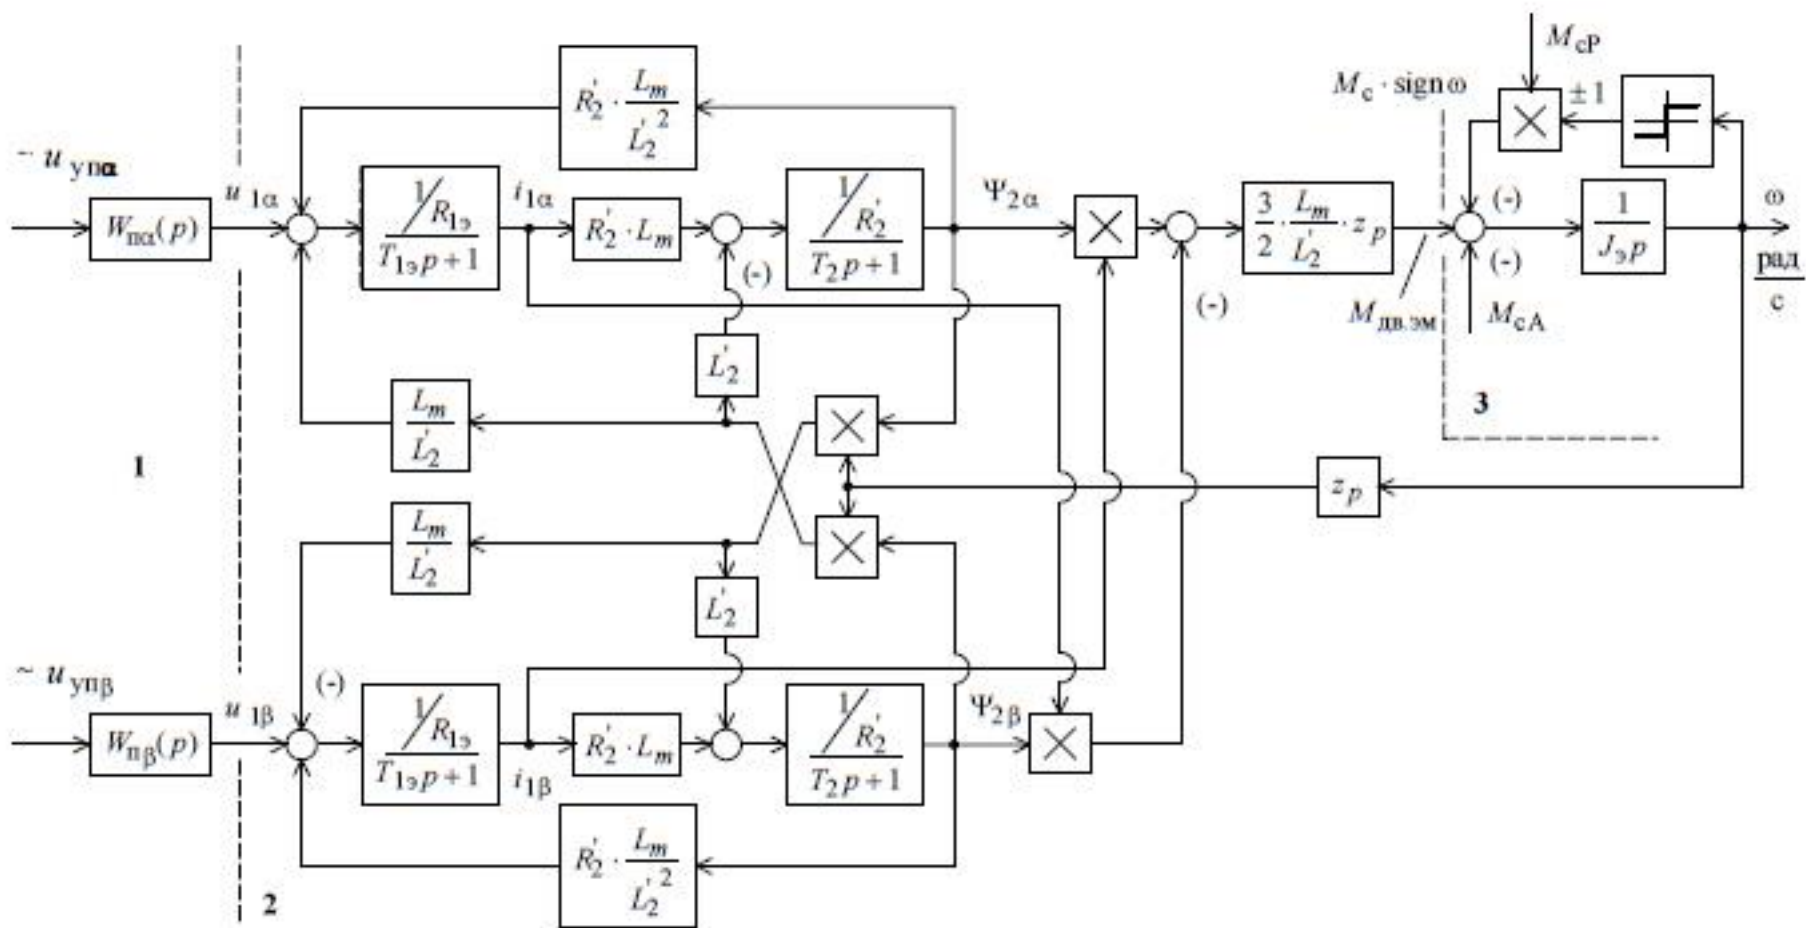 M_cP
R'_2 · L_m / L'_2^2
M_c · sign ω
±1
~ u_упα
u_1α
W_пα(p)
1/R_1э / T_1э p + 1
i_1α
R'_2 · L_m
1/R'_2 / T_2 p + 1
Ψ_2α
3/2 · L_m / L'_2 · z_p
(-)
1 / J_э p
ω
рад/с
(-)
(-)
(-)
M_дв.эм
M_cA
L'_2
L_m / L'_2
3
1
z_p
L_m / L'_2
L'_2
~ u_упβ
u_1β
(-)
W_пβ(p)
1/R_1э / T_1э p + 1
i_1β
R'_2 · L_m
1/R'_2 / T_2 p + 1
Ψ_2β
R'_2 · L_m / L'_2^2
2